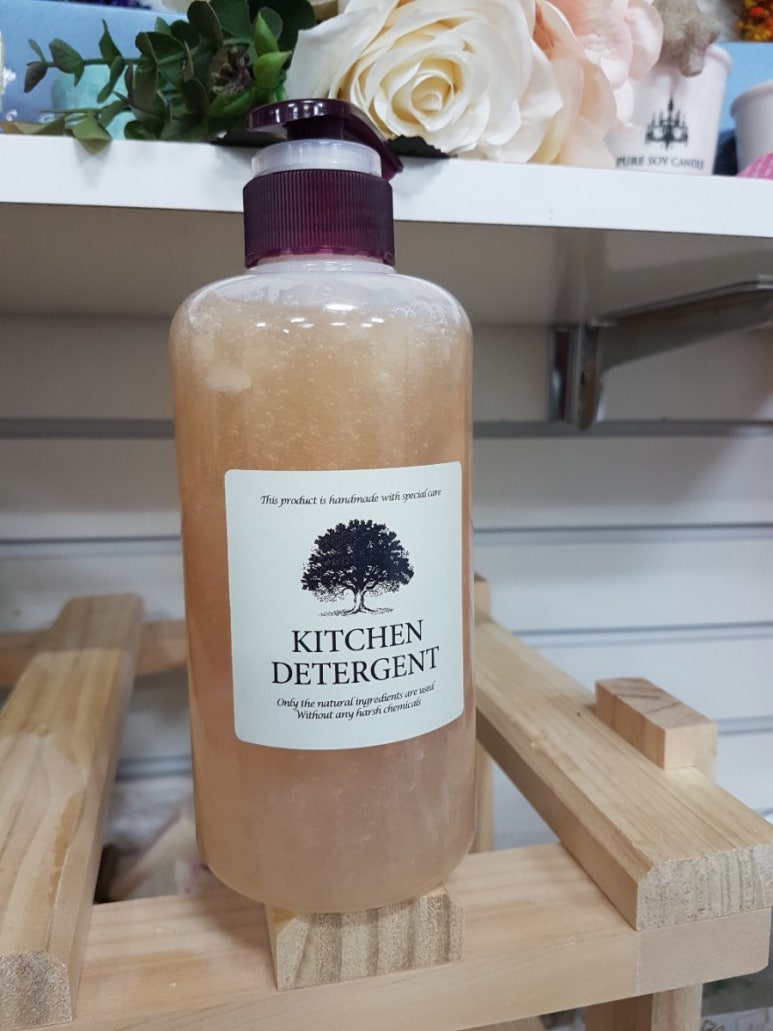 PURE SOY CANDLE
This product is handmade with special care
KITCHEN
DETERGENT
Only the natural ingredients are used
Without any harsh chemicals